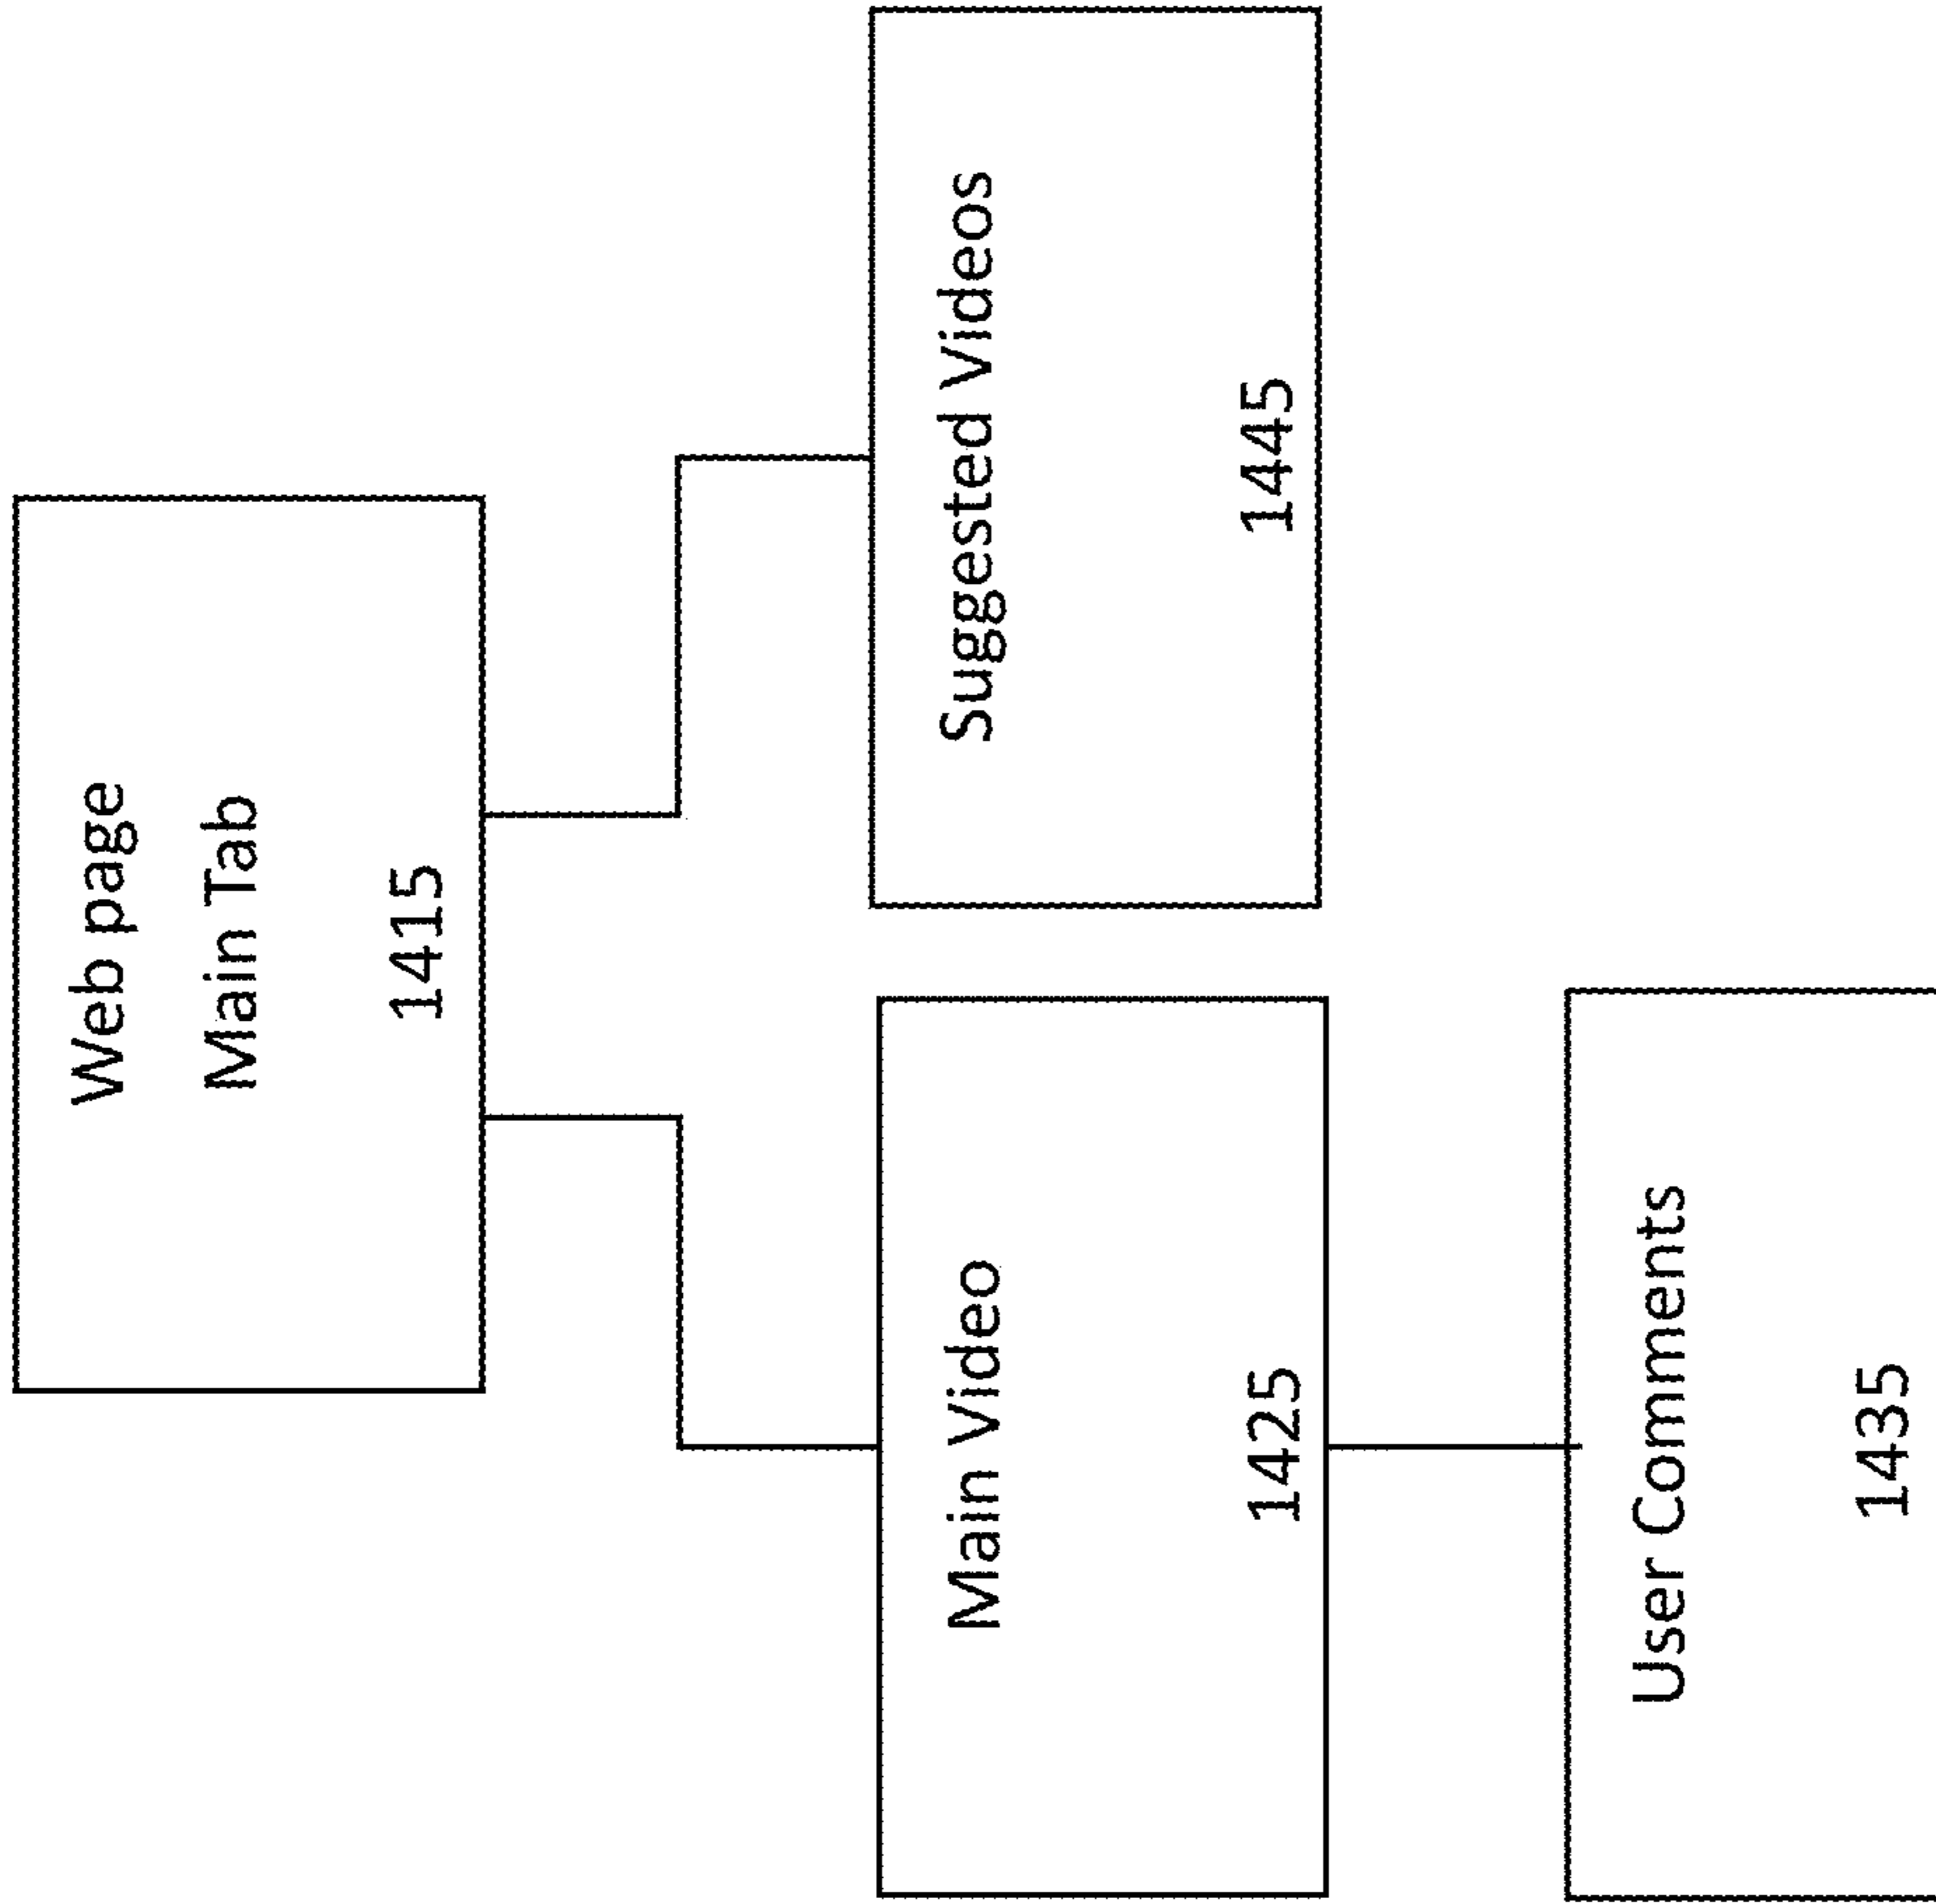 Web page
Main Tab
1415
Main Video
1425
Suggested Videos
1445
User Comments
1435